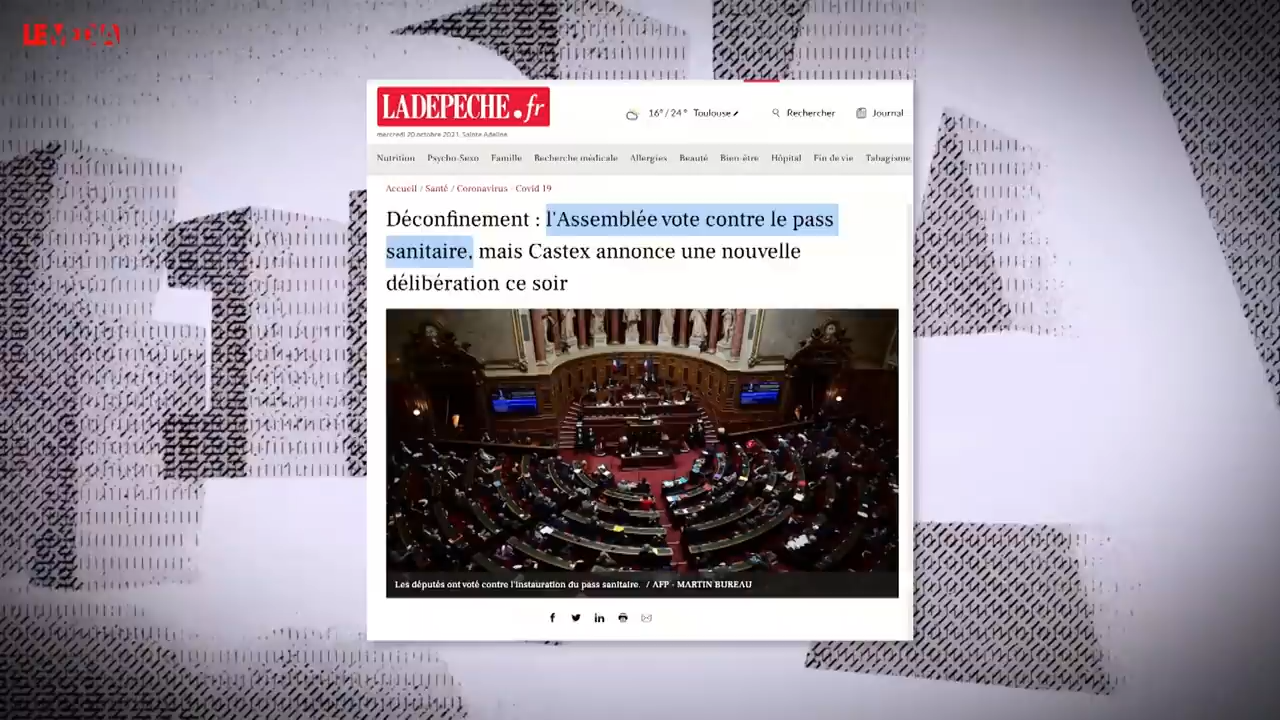 LE MEDIA
LADEPECHE.fr
16° / 24° Toulouse
Rechercher
Journal
mercredi 20 octobre 2021, Sainte Adeline
Nutrition Psycho-Sexo Famille Recherche médicale Allergies Beauté Bien-être Hôpital Fin de vie Tabagisme
Accueil / Santé / Coronavirus - Covid 19
Déconfinement : l'Assemblée vote contre le pass
sanitaire, mais Castex annonce une nouvelle
délibération ce soir
Les députés ont voté contre l'instauration du pass sanitaire. / AFP - MARTIN BUREAU